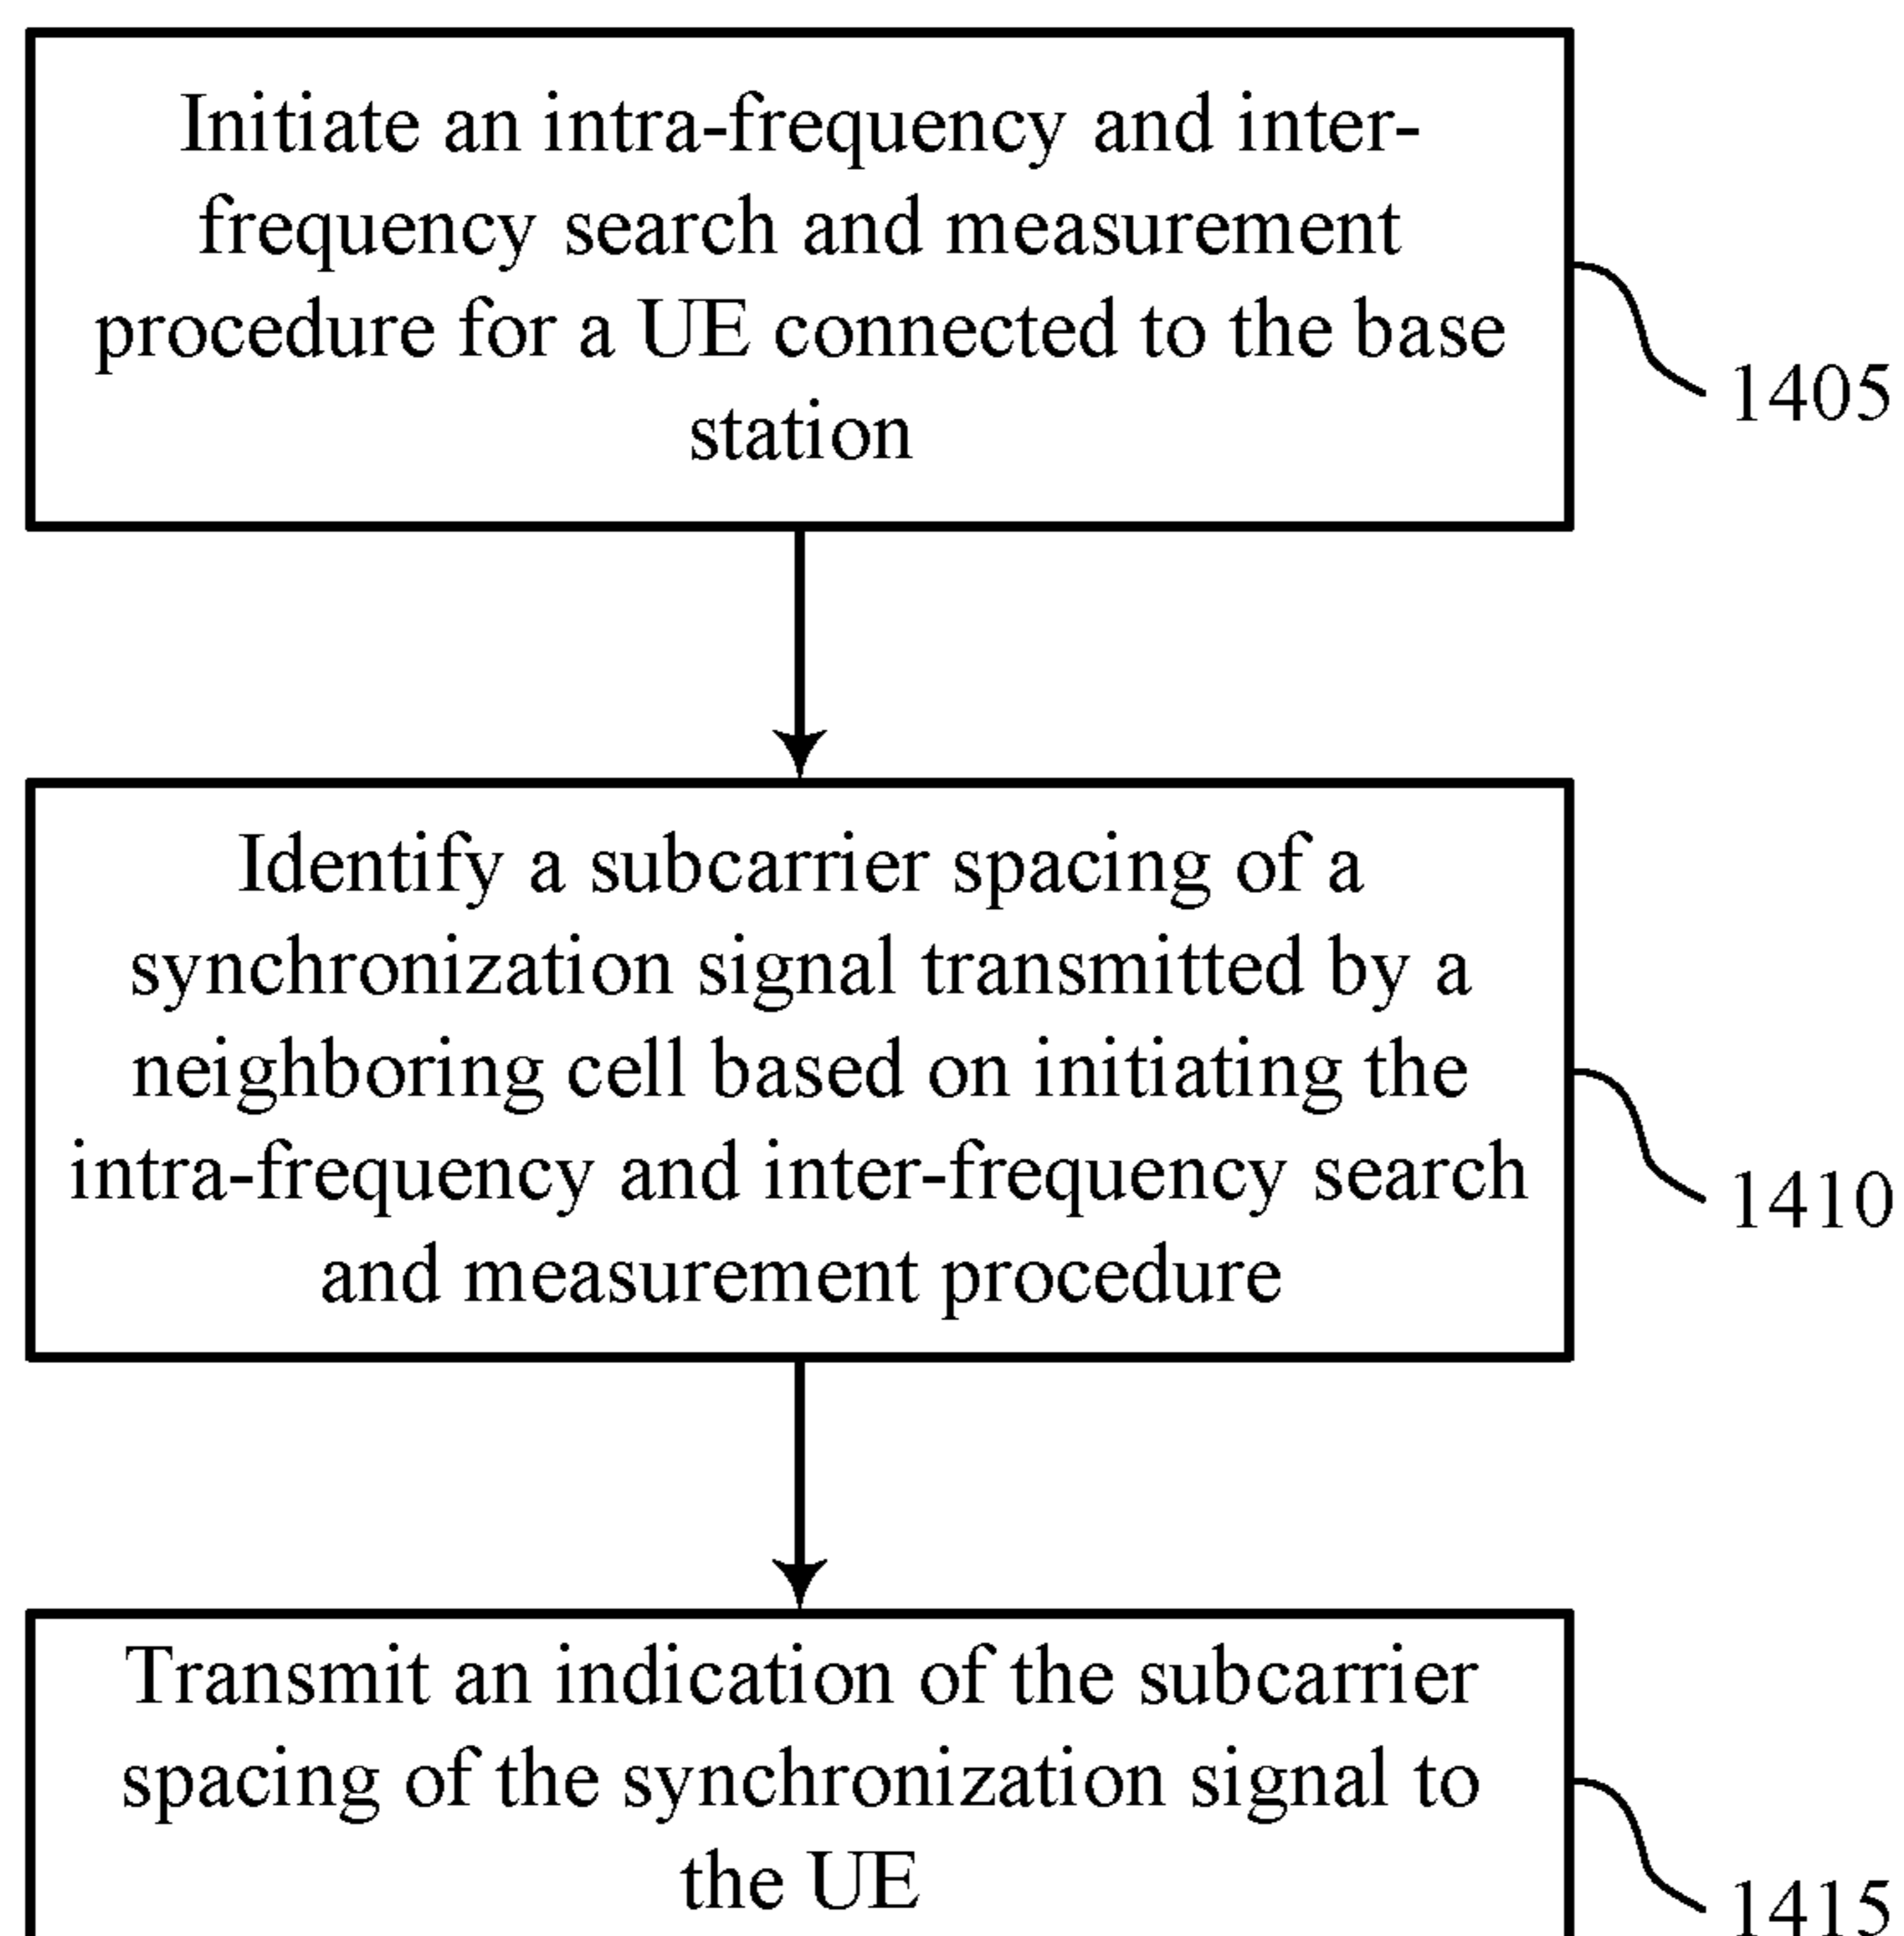 Initiate an intra-frequency and inter-
frequency search and measurement
procedure for a UE connected to the base
station
1405
Identify a subcarrier spacing of a
synchronization signal transmitted by a
neighboring cell based on initiating the
intra-frequency and inter-frequency search
and measurement procedure
1410
Transmit an indication of the subcarrier
spacing of the synchronization signal to
the UE
1415